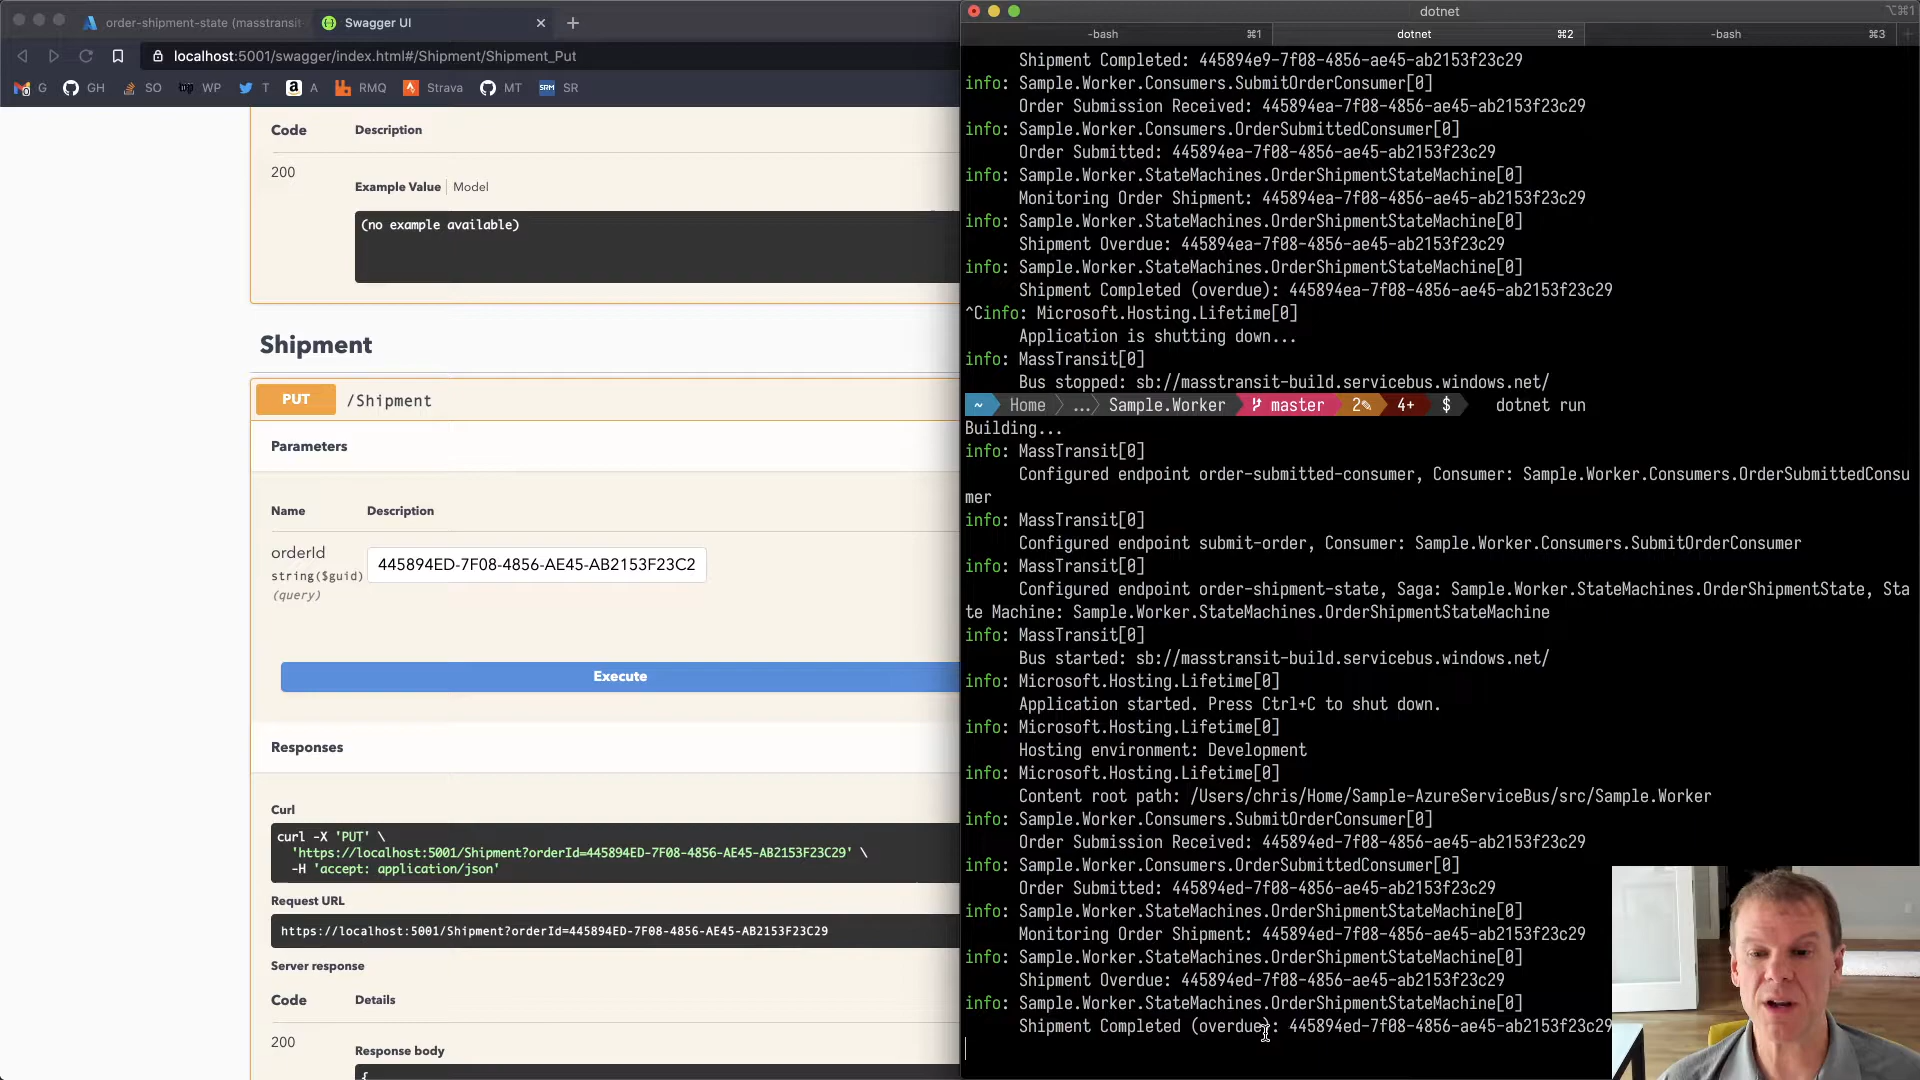 order-shipment-state (masstransit
Swagger UI
localhost:5001/swagger/index.html#/Shipment/Shipment_Put
G
GH
SO
WP
T
A
RMQ
Strava
MT
SRM SR
Code Description
200
Example Value Model
(no example available)
Shipment
PUT /Shipment
Parameters
Name Description
orderId
string($guid)
(query)
445894ED-7F08-4856-AE45-AB2153F23C2
Execute
Responses
Curl
curl -X 'PUT' \
'https://localhost:5001/Shipment?orderId=445894ED-7F08-4856-AE45-AB2153F23C29' \
-H 'accept: application/json'
Request URL
https://localhost:5001/Shipment?orderId=445894ED-7F08-4856-AE45-AB2153F23C29
Server response
Code Details
200
Response body
{
dotnet
⌥⌘1
-bash ⌘1
dotnet ⌘2
-bash ⌘3
Shipment Completed: 445894e9-7f08-4856-ae45-ab2153f23c29
info: Sample.Worker.Consumers.SubmitOrderConsumer[0]
Order Submission Received: 445894ea-7f08-4856-ae45-ab2153f23c29
info: Sample.Worker.Consumers.OrderSubmittedConsumer[0]
Order Submitted: 445894ea-7f08-4856-ae45-ab2153f23c29
info: Sample.Worker.StateMachines.OrderShipmentStateMachine[0]
Monitoring Order Shipment: 445894ea-7f08-4856-ae45-ab2153f23c29
info: Sample.Worker.StateMachines.OrderShipmentStateMachine[0]
Shipment Overdue: 445894ea-7f08-4856-ae45-ab2153f23c29
info: Sample.Worker.StateMachines.OrderShipmentStateMachine[0]
Shipment Completed (overdue): 445894ea-7f08-4856-ae45-ab2153f23c29
^Cinfo: Microsoft.Hosting.Lifetime[0]
Application is shutting down...
info: MassTransit[0]
Bus stopped: sb://masstransit-build.servicebus.windows.net/
~ Home ... Sample.Worker master 2✎ 4+ $ dotnet run
Building...
info: MassTransit[0]
Configured endpoint order-submitted-consumer, Consumer: Sample.Worker.Consumers.OrderSubmittedConsu
mer
info: MassTransit[0]
Configured endpoint submit-order, Consumer: Sample.Worker.Consumers.SubmitOrderConsumer
info: MassTransit[0]
Configured endpoint order-shipment-state, Saga: Sample.Worker.StateMachines.OrderShipmentState, Sta
te Machine: Sample.Worker.StateMachines.OrderShipmentStateMachine
info: MassTransit[0]
Bus started: sb://masstransit-build.servicebus.windows.net/
info: Microsoft.Hosting.Lifetime[0]
Application started. Press Ctrl+C to shut down.
info: Microsoft.Hosting.Lifetime[0]
Hosting environment: Development
info: Microsoft.Hosting.Lifetime[0]
Content root path: /Users/chris/Home/Sample-AzureServiceBus/src/Sample.Worker
info: Sample.Worker.Consumers.SubmitOrderConsumer[0]
Order Submission Received: 445894ed-7f08-4856-ae45-ab2153f23c29
info: Sample.Worker.Consumers.OrderSubmittedConsumer[0]
Order Submitted: 445894ed-7f08-4856-ae45-ab2153f23c29
info: Sample.Worker.StateMachines.OrderShipmentStateMachine[0]
Monitoring Order Shipment: 445894ed-7f08-4856-ae45-ab2153f23c29
info: Sample.Worker.StateMachines.OrderShipmentStateMachine[0]
Shipment Overdue: 445894ed-7f08-4856-ae45-ab2153f23c29
info: Sample.Worker.StateMachines.OrderShipmentStateMachine[0]
Shipment Completed (overdue): 445894ed-7f08-4856-ae45-ab2153f23c29